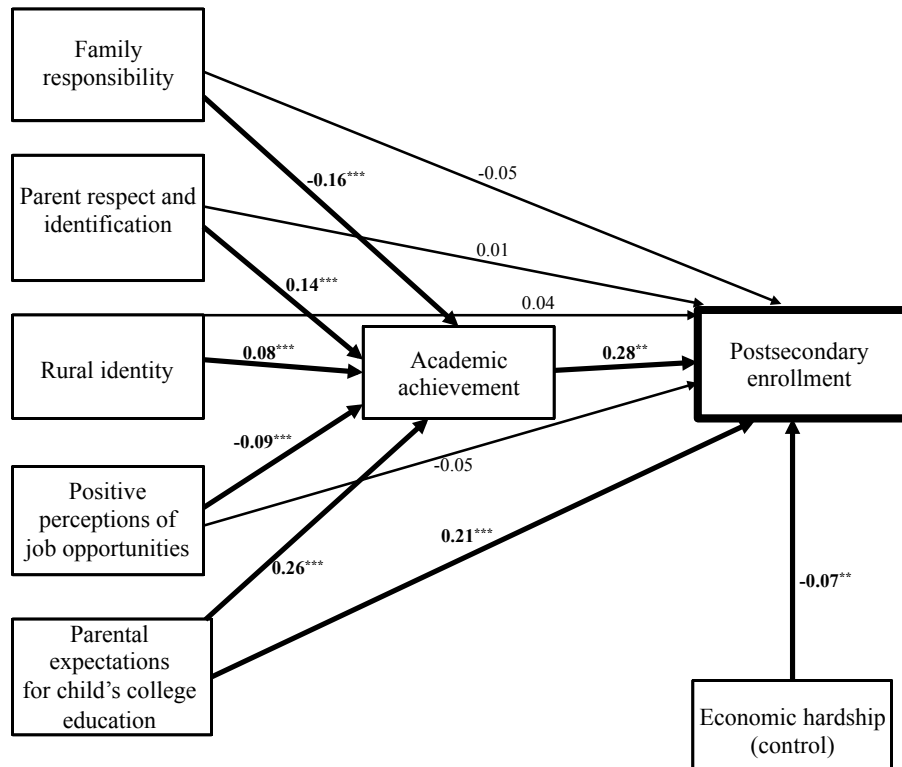 Family
responsibility
-0.05
-0.16***
Parent respect and
identification
0.01
0.14***
0.04
Rural identity
0.08***
Academic
achievement
0.28**
Postsecondary
enrollment
-0.09***
-0.05
Positive
perceptions of
job opportunities
0.26***
0.21***
-0.07**
Parental
expectations
for child's college
education
Economic hardship
(control)